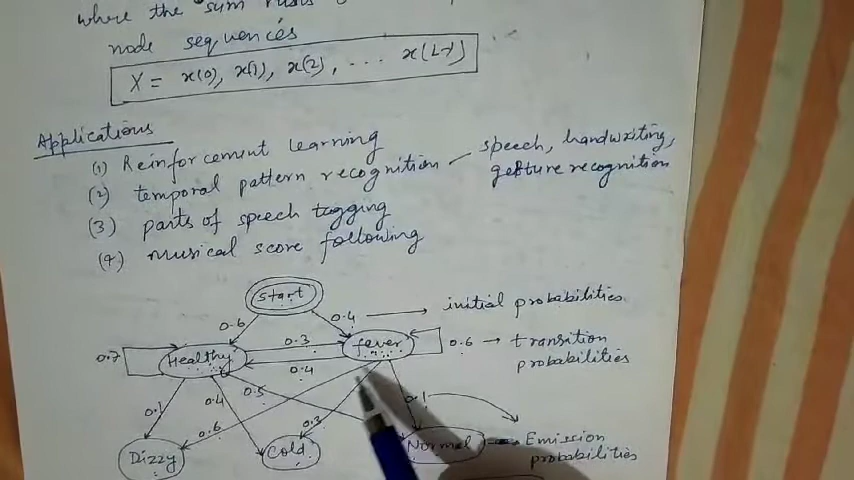 where the sum runs
node sequences
X = x(0), x(1), x(2), ... x(L-1)
Applications
(1) Reinforcement learning
(2) temporal pattern recognition — speech, handwriting,
gesture recognition
(3) parts of speech tagging
(4) musical score following
Start
0.6 0.4 → initial probabilities
0.7 Healthy 0.3 fever 0.6 → transition
0.4 probabilities
0.1 0.4 0.5 0.6 0.3 0.1
Dizzy Cold Normal → Emission
probabilities